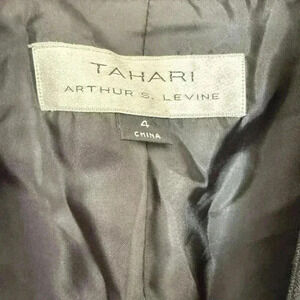 TAHARI
ARTHUR S. LEVINE
4
CHINA